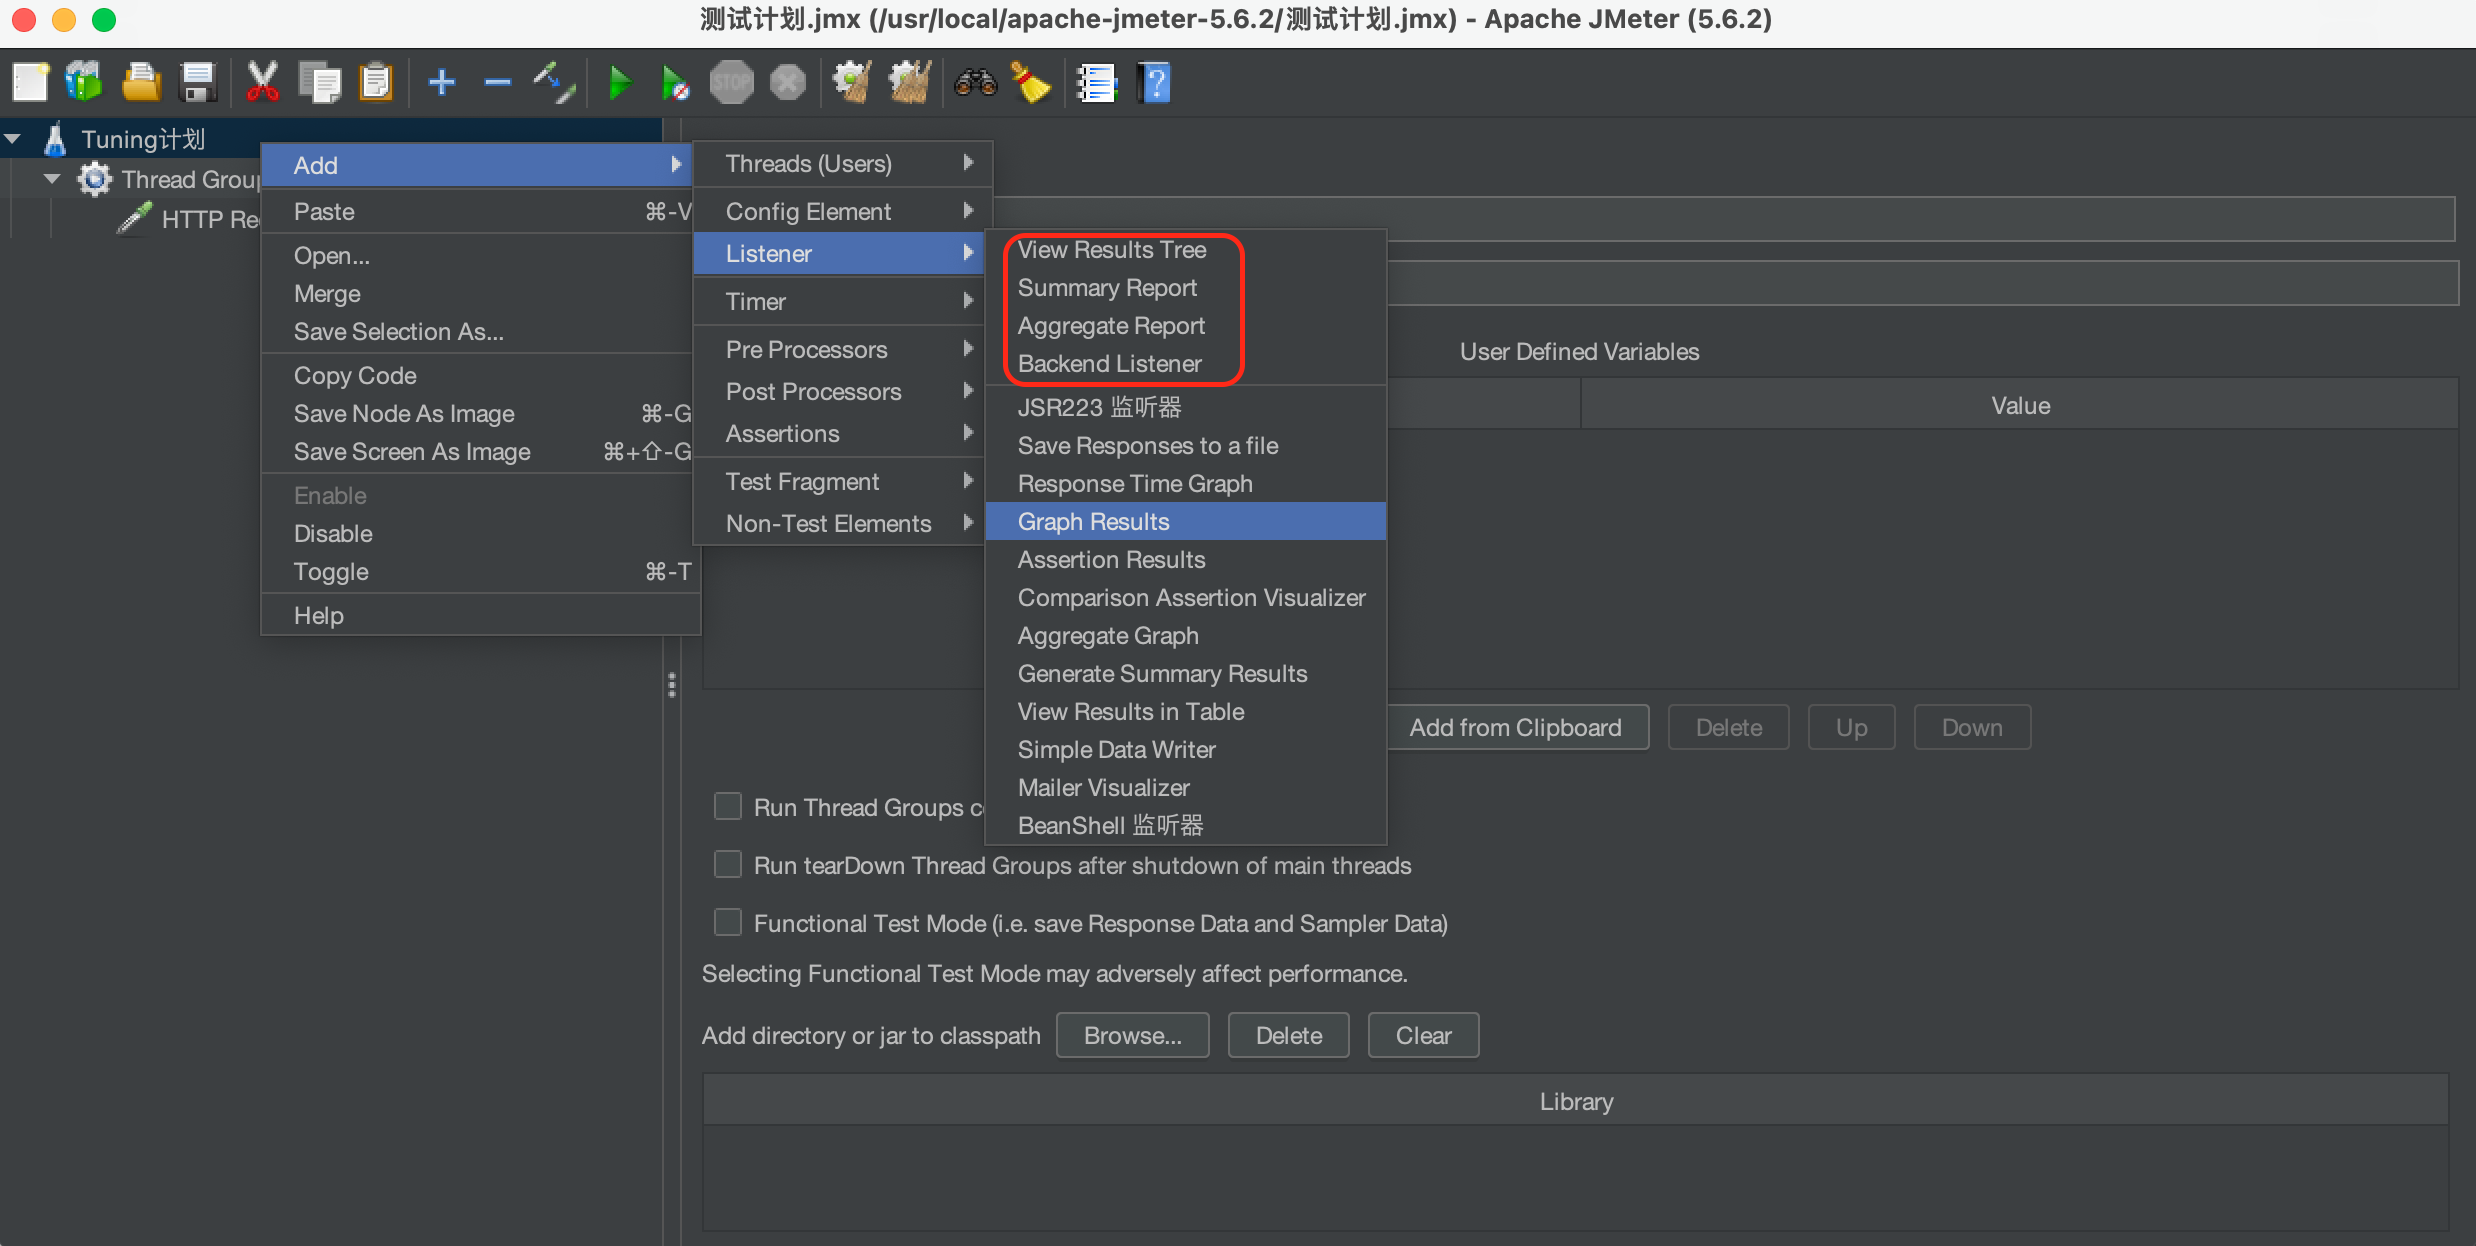 测试计划.jmx (/usr/local/apache-jmeter-5.6.2/测试计划.jmx) - Apache JMeter (5.6.2)
STOP
Tuning计划
Thread Group
HTTP Re
Add
Paste ⌘-V
Open...
Merge
Save Selection As...
Copy Code
Save Node As Image ⌘-G
Save Screen As Image ⌘+⇧-G
Enable
Disable
Toggle ⌘-T
Help
Threads (Users)
Config Element
Listener
Timer
Pre Processors
Post Processors
Assertions
Test Fragment
Non-Test Elements
View Results Tree
Summary Report
Aggregate Report
Backend Listener
JSR223 监听器
Save Responses to a file
Response Time Graph
Graph Results
Assertion Results
Comparison Assertion Visualizer
Aggregate Graph
Generate Summary Results
View Results in Table
Simple Data Writer
Mailer Visualizer
BeanShell 监听器
User Defined Variables
Value
Add from Clipboard Delete Up Down
Run Thread Groups c
Run tearDown Thread Groups after shutdown of main threads
Functional Test Mode (i.e. save Response Data and Sampler Data)
Selecting Functional Test Mode may adversely affect performance.
Add directory or jar to classpath Browse... Delete Clear
Library